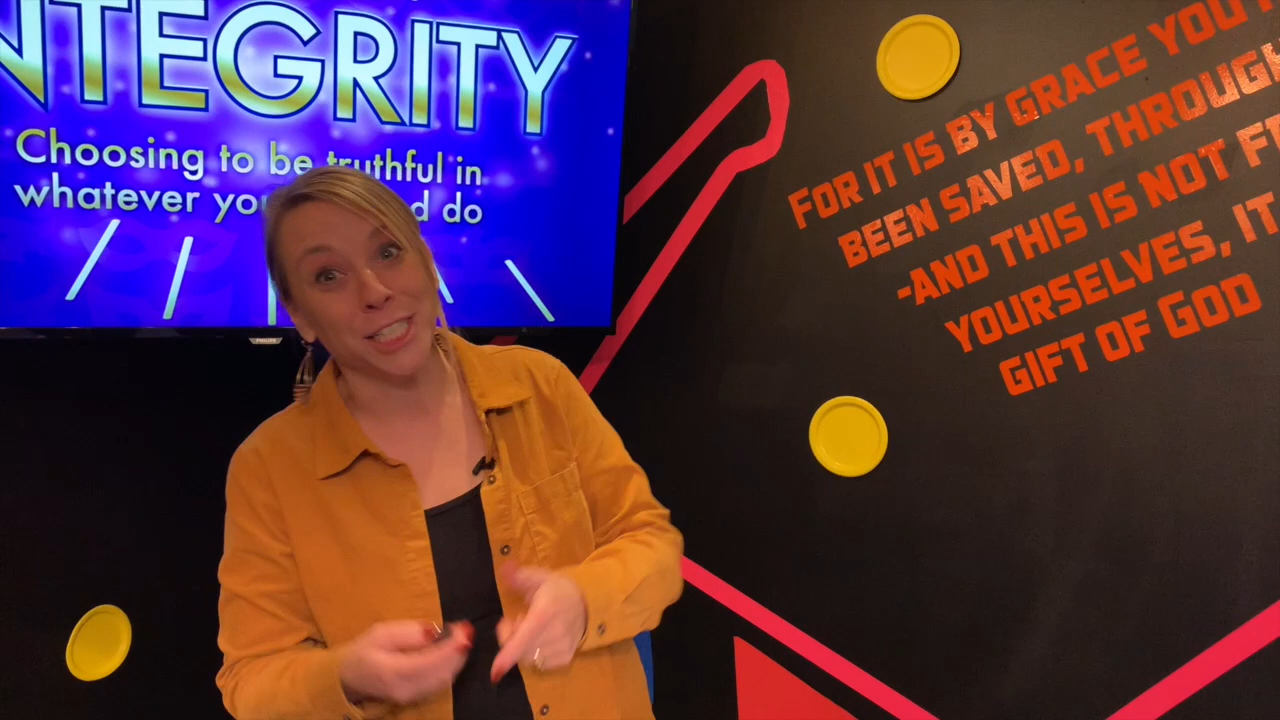 NTEGRITY
Choosing to be truthful in
whatever you d do
PHILIPS
FOR IT IS BY GRACE YOU
BEEN SAVED, THROUGH
-AND THIS IS NOT
YOURSELVES, IT
GIFT OF GOD